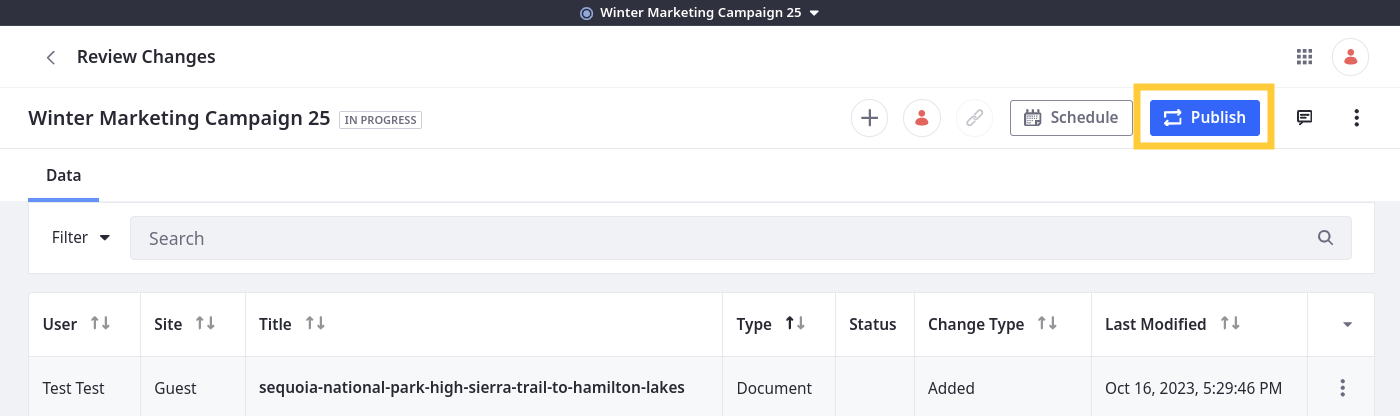 Winter Marketing Campaign 25
Review Changes
Winter Marketing Campaign 25 IN PROGRESS Schedule Publish
Data
Filter Search
User Site Title Type Status Change Type Last Modified
Test Test Guest sequoia-national-park-high-sierra-trail-to-hamilton-lakes Document Added Oct 16, 2023, 5:29:46 PM